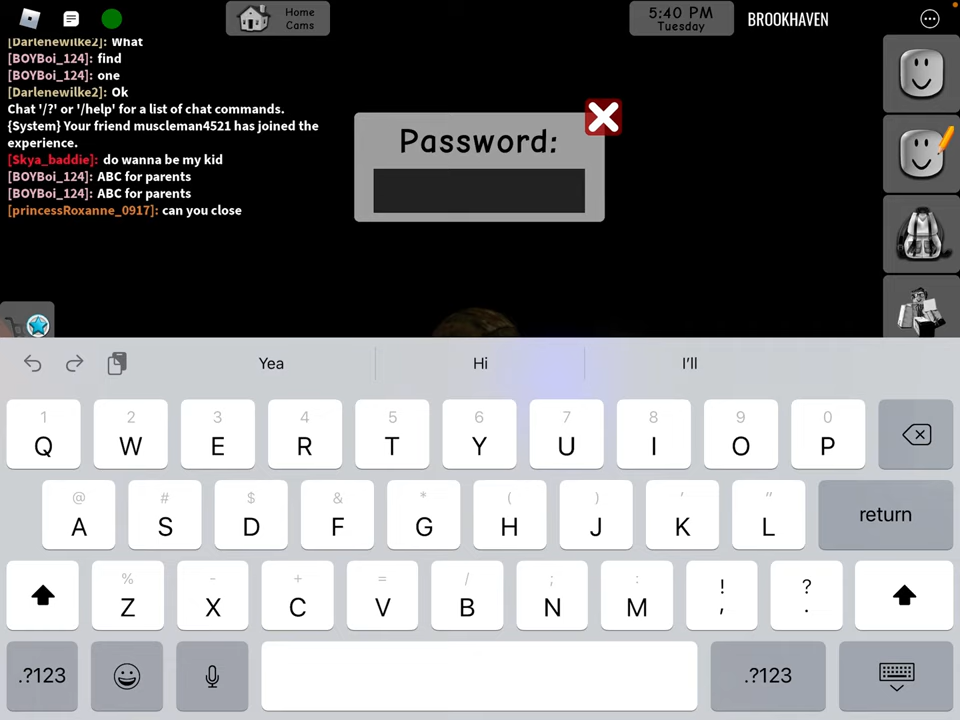 Home
Cams
5:40 PM
Tuesday
BROOKHAVEN
[Darlenewilke2]: What
[BOYBoi_124]: find
[BOYBoi_124]: one
[Darlenewilke2]: Ok
Chat '/?' or '/help' for a list of chat commands.
{System} Your friend muscleman4521 has joined the
experience.
[Skya_baddie]: do wanna be my kid
[BOYBoi_124]: ABC for parents
[BOYBoi_124]: ABC for parents
[princessRoxanne_0917]: can you close
Password:
Yea Hi I'll
1 2 3 4 5 6 7 8 9 0
Q W E R T Y U I O P
@ # $ & * ( ) ' "
A S D F G H J K L return
% - + = / ; : ! ?
Z X C V B N M , .
.?123 .?123